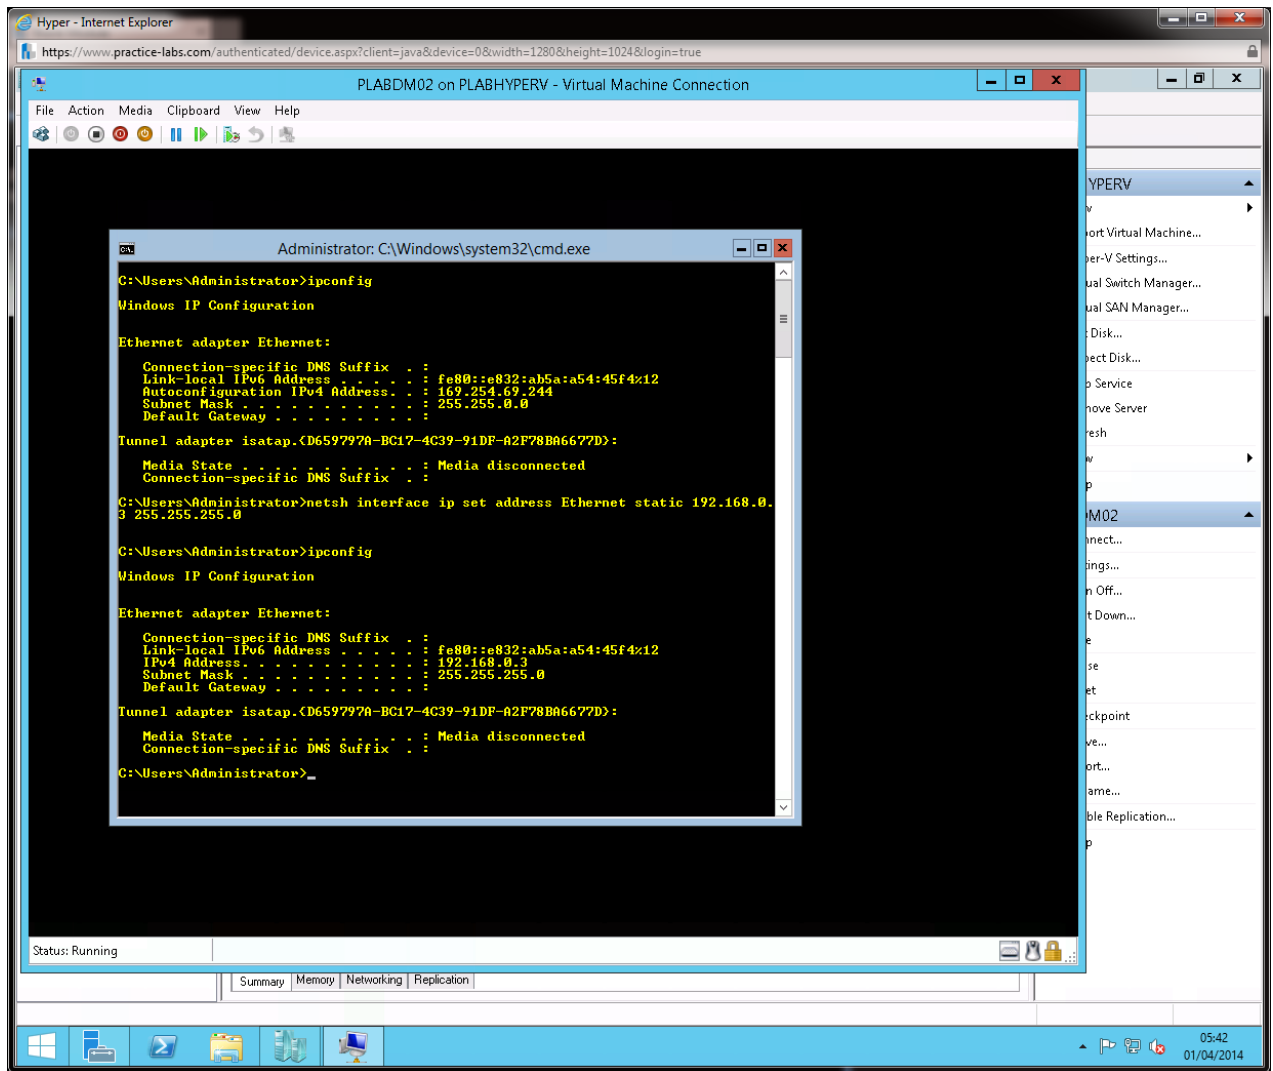 Hyper - Internet Explorer
https://www.practice-labs.com/authenticated/device.aspx?client=java&device=0&width=1280&height=1024&login=true
PLABDM02 on PLABHYPERV - Virtual Machine Connection
File Action Media Clipboard View Help
Administrator: C:\Windows\system32\cmd.exe
C:\Users\Administrator>ipconfig
Windows IP Configuration
Ethernet adapter Ethernet:
Connection-specific DNS Suffix . :
Link-local IPv6 Address . . . . . : fe80::e832:ab5a:a54:45f4%12
Autoconfiguration IPv4 Address. . : 169.254.69.244
Subnet Mask . . . . . . . . . . . : 255.255.0.0
Default Gateway . . . . . . . . . :
Tunnel adapter isatap.{D659797A-BC17-4C39-91DF-A2F78BA6677D}:
Media State . . . . . . . . . . . : Media disconnected
Connection-specific DNS Suffix . :
C:\Users\Administrator>netsh interface ip set address Ethernet static 192.168.0.
3 255.255.255.0
C:\Users\Administrator>ipconfig
Windows IP Configuration
Ethernet adapter Ethernet:
Connection-specific DNS Suffix . :
Link-local IPv6 Address . . . . . : fe80::e832:ab5a:a54:45f4%12
IPv4 Address. . . . . . . . . . . : 192.168.0.3
Subnet Mask . . . . . . . . . . . : 255.255.255.0
Default Gateway . . . . . . . . . :
Tunnel adapter isatap.{D659797A-BC17-4C39-91DF-A2F78BA6677D}:
Media State . . . . . . . . . . . : Media disconnected
Connection-specific DNS Suffix . :
C:\Users\Administrator>_
Status: Running
YPERV
ort Virtual Machine...
er-V Settings...
ual Switch Manager...
ual SAN Manager...
Disk...
ect Disk...
Service
nove Server
resh
w
p
M02
nnect...
ings...
n Off...
t Down...
e
se
et
eckpoint
ve...
ort...
ame...
ble Replication...
p
Summary Memory Networking Replication
05:42
01/04/2014